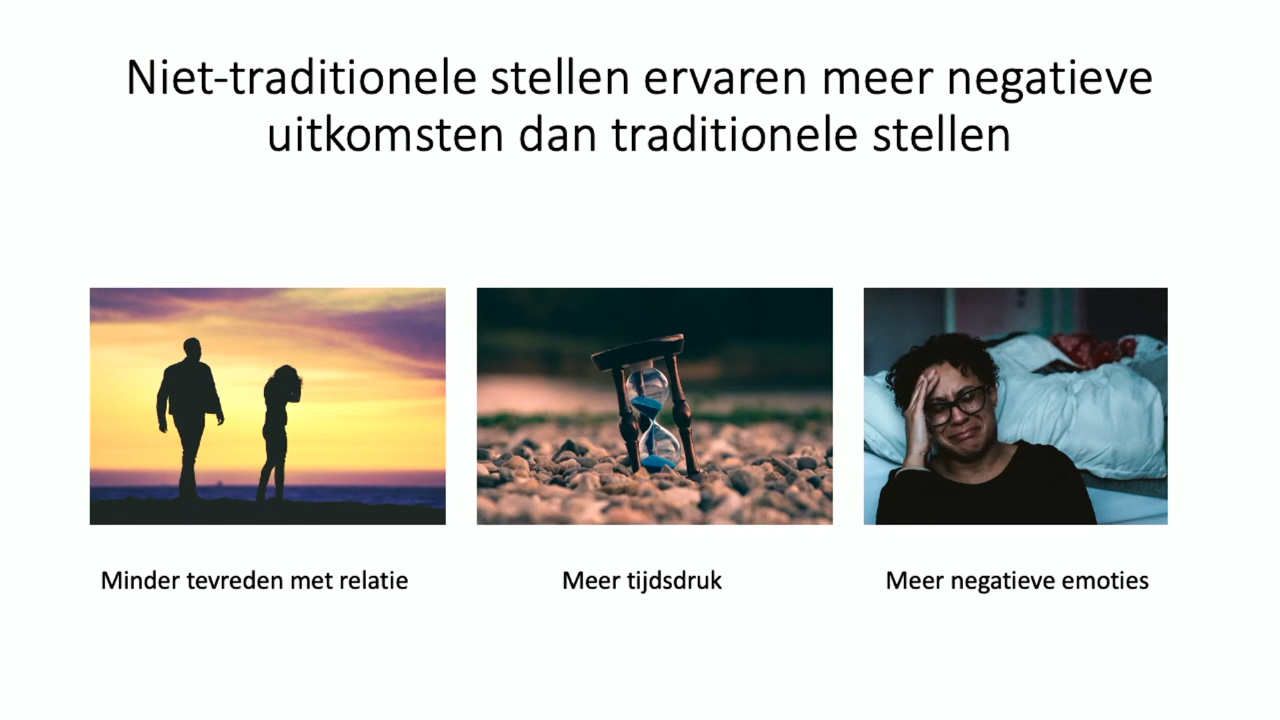 Niet-traditionele stellen ervaren meer negatieve
uitkomsten dan traditionele stellen
Minder tevreden met relatie
Meer tijdsdruk
Meer negatieve emoties